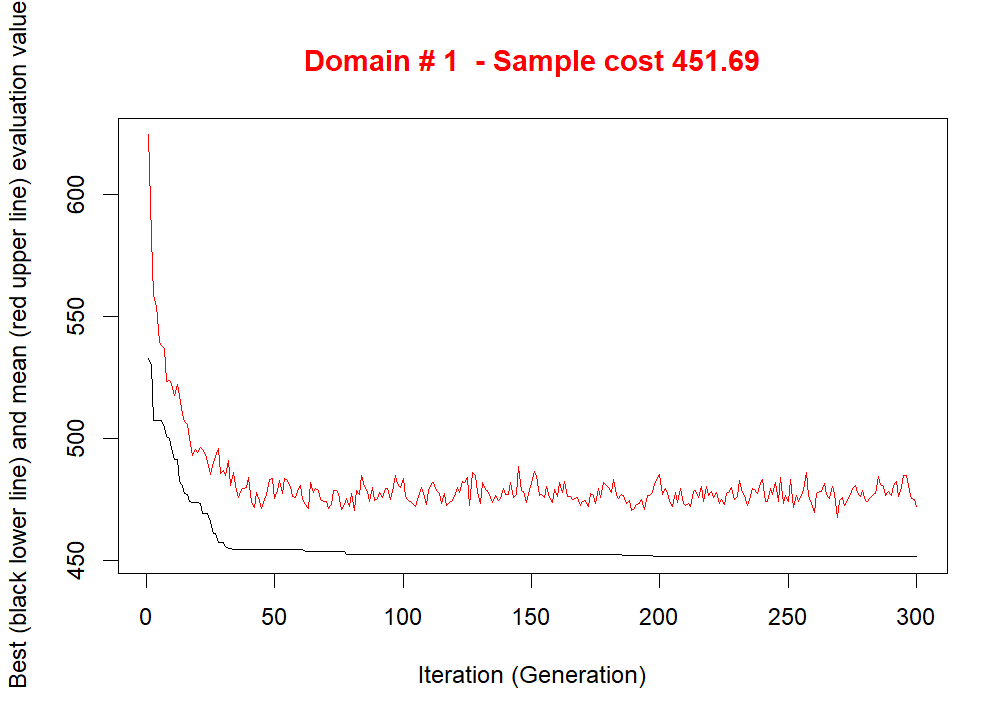 Domain # 1  - Sample cost 451.69
Best (black lower line) and mean (red upper line) evaluation value
600
550
500
450
0 50 100 150 200 250 300
Iteration (Generation)